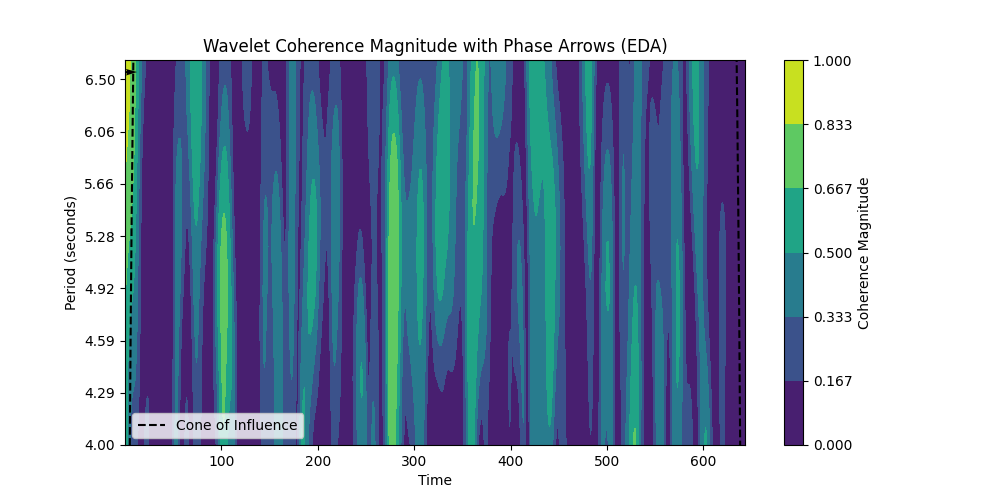 Wavelet Coherence Magnitude with Phase Arrows (EDA)
Period (seconds)
6.50
6.06
5.66
5.28
4.92
4.59
4.29
4.00
Cone of Influence
100 200 300 400 500 600
Time
1.000
0.833
0.667
0.500
0.333
0.167
0.000
Coherence Magnitude